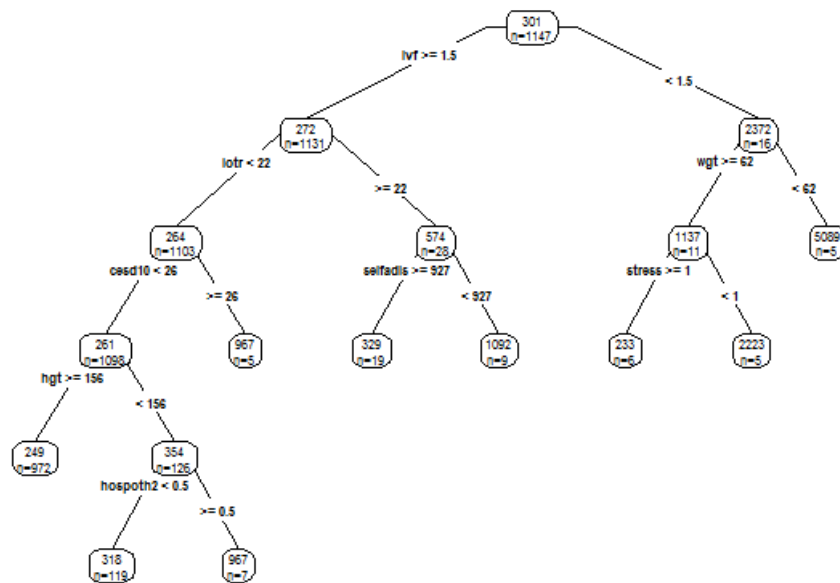 301
n=1147
lvf >= 1.5
< 1.5
272
n=1131
2372
n=16
lotr < 22
>= 22
wgt >= 62
< 62
264
n=1103
574
n=28
1137
n=11
5089
n=5
cesd10 < 26
>= 26
selfadls >= 927
< 927
stress >= 1
< 1
261
n=1098
967
n=5
329
n=19
1092
n=9
233
n=6
2223
n=5
hgt >= 156
< 156
249
n=972
354
n=126
hospoth2 < 0.5
>= 0.5
318
n=119
967
n=7